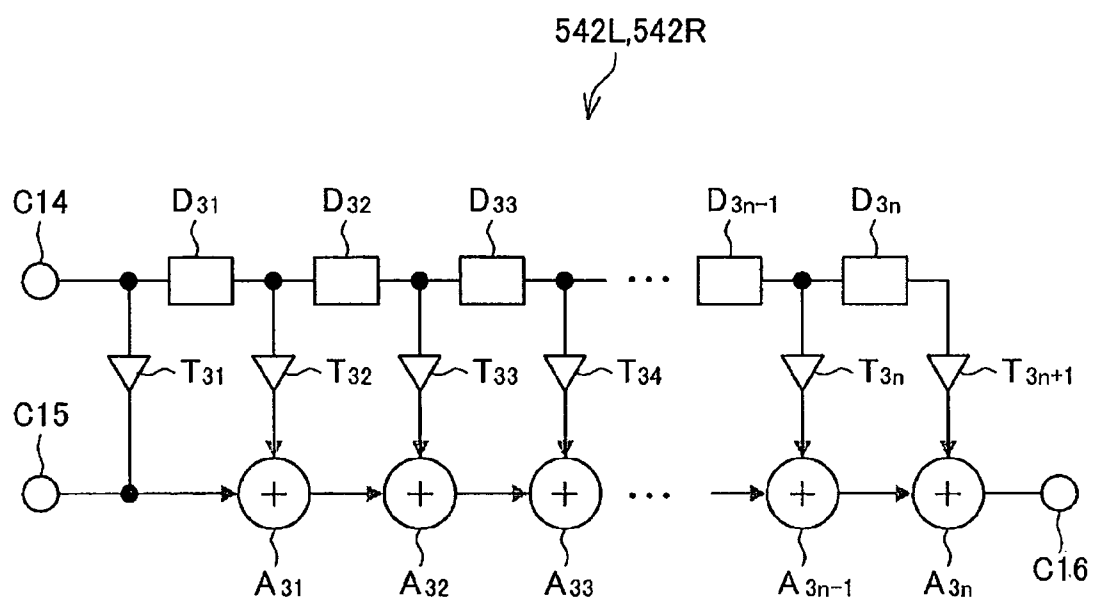 542L,542R
C14 D31 D32 D33 D3n-1 D3n
...
T31 T32 T33 T34 T3n T3n+1
C15
+ + + ... + +
A31 A32 A33 A3n-1 A3n C16